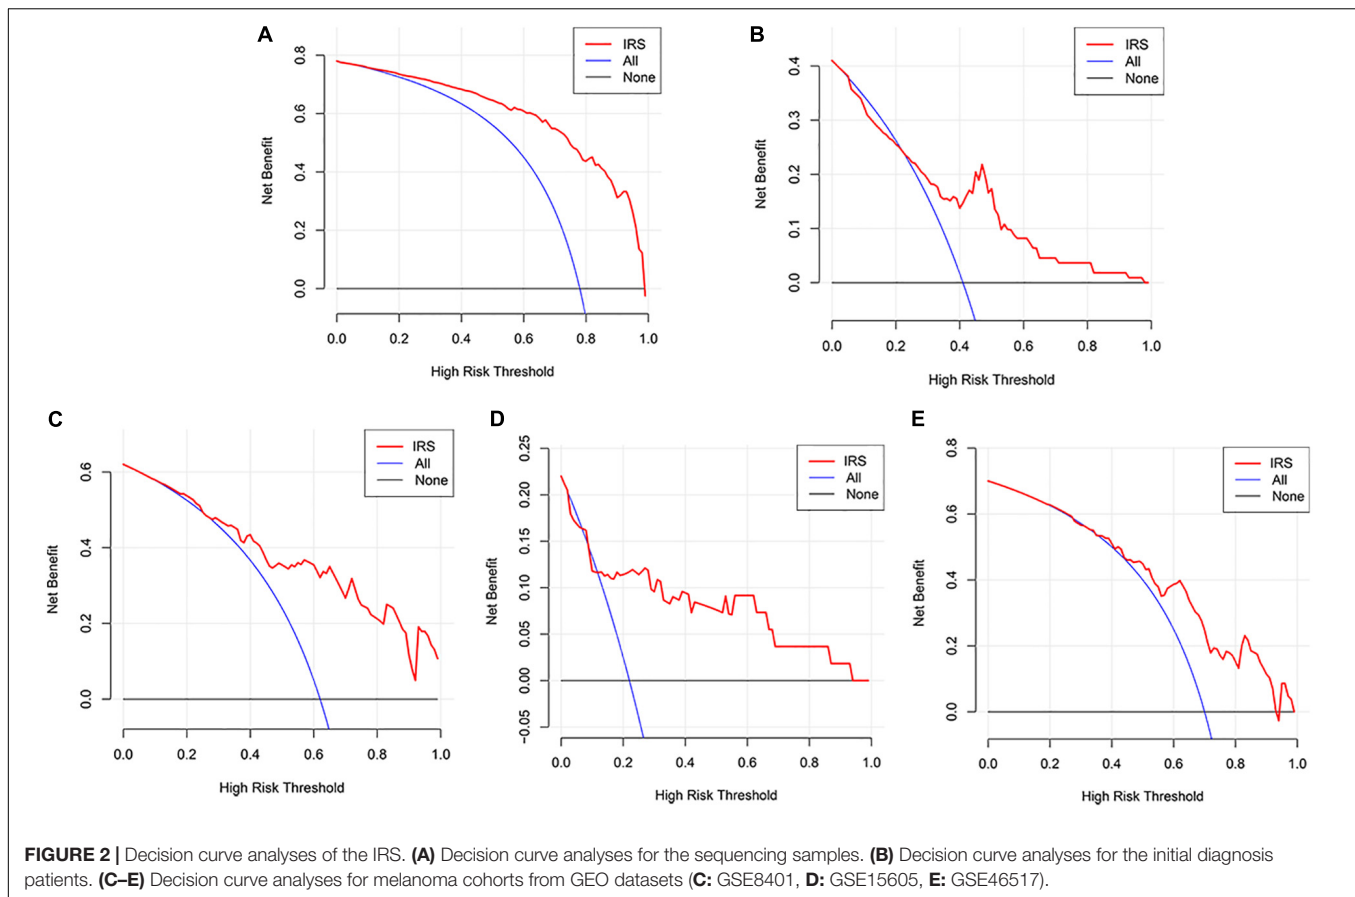 A
IRS
All
None
0.8
0.6
0.4
0.2
0.0
Net Benefit
0.0 0.2 0.4 0.6 0.8 1.0
High Risk Threshold
B
IRS
All
None
0.4
0.3
0.2
0.1
0.0
Net Benefit
0.0 0.2 0.4 0.6 0.8 1.0
High Risk Threshold
C
IRS
All
None
0.6
0.4
0.2
0.0
Net Benefit
0.0 0.2 0.4 0.6 0.8 1.0
High Risk Threshold
D
IRS
All
None
0.25
0.20
0.15
0.10
0.05
0.00
−0.05
Net Benefit
0.0 0.2 0.4 0.6 0.8 1.0
High Risk Threshold
E
IRS
All
None
0.8
0.6
0.4
0.2
0.0
Net Benefit
0.0 0.2 0.4 0.6 0.8 1.0
High Risk Threshold
FIGURE 2 | Decision curve analyses of the IRS. (A) Decision curve analyses for the sequencing samples. (B) Decision curve analyses for the initial diagnosis
patients. (C–E) Decision curve analyses for melanoma cohorts from GEO datasets (C: GSE8401, D: GSE15605, E: GSE46517).